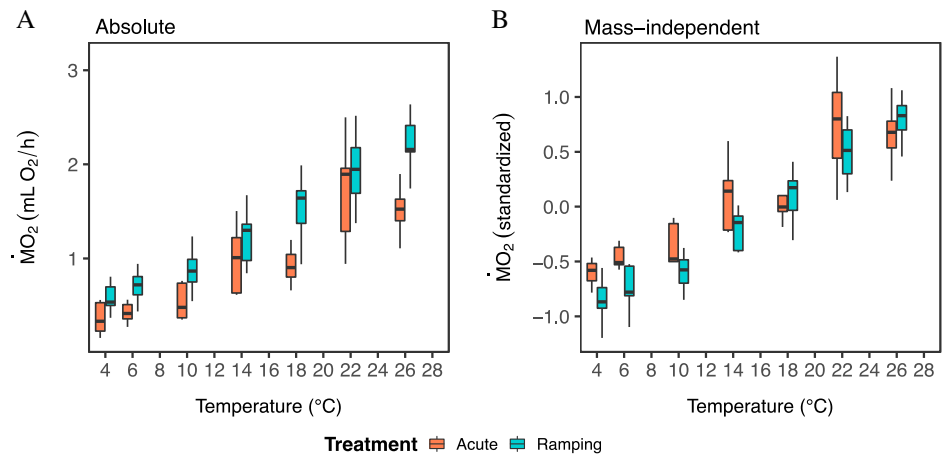 A
Absolute
3
2
1
4 6 8 10 12 14 16 18 20 22 24 26 28
ṀO₂ (mL O₂/h)
Temperature (°C)
B
Mass−independent
1.0
0.5
0.0
−0.5
−1.0
4 6 8 10 12 14 16 18 20 22 24 26 28
ṀO₂ (standardized)
Temperature (°C)
Treatment Acute Ramping